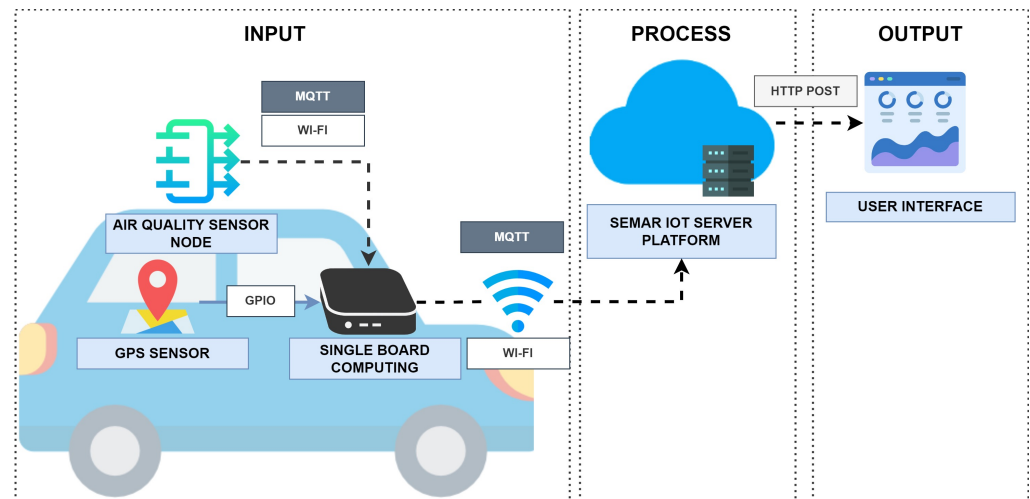 INPUT
PROCESS
OUTPUT
MQTT
WI-FI
HTTP POST
AIR QUALITY SENSOR
NODE
SEMAR IOT SERVER
PLATFORM
USER INTERFACE
MQTT
GPIO
GPS SENSOR
SINGLE BOARD
COMPUTING
WI-FI